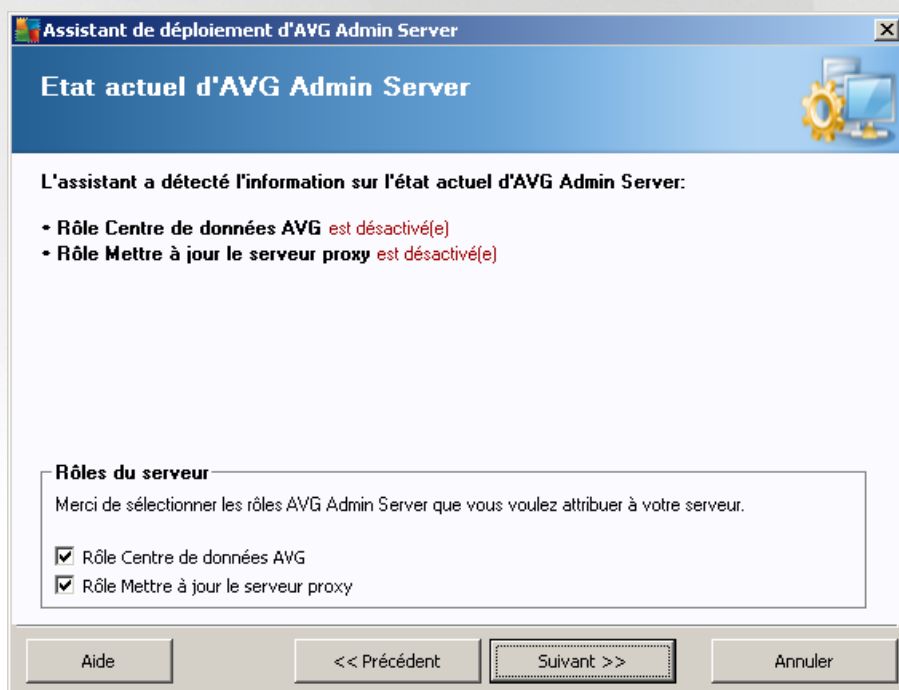 Assistant de déploiement d'AVG Admin Server
Etat actuel d'AVG Admin Server
L'assistant a détecté l'information sur l'état actuel d'AVG Admin Server:
• Rôle Centre de données AVG est désactivé(e)
• Rôle Mettre à jour le serveur proxy est désactivé(e)
Rôles du serveur
Merci de sélectionner les rôles AVG Admin Server que vous voulez attribuer à votre serveur.
Rôle Centre de données AVG
Rôle Mettre à jour le serveur proxy
Aide
<< Précédent
Suivant >>
Annuler